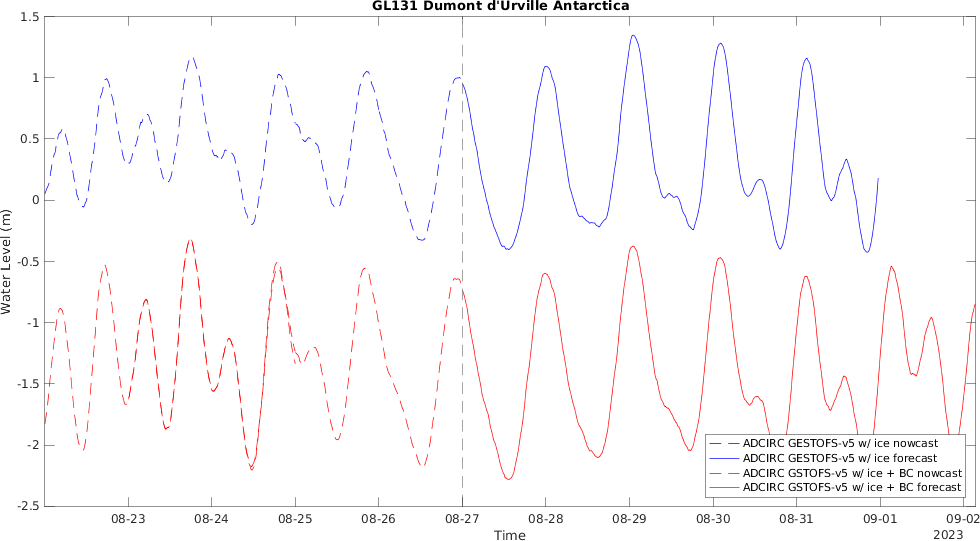 GL131 Dumont d'Urville Antarctica
1.5
1
0.5
0
-0.5
-1
-1.5
-2
-2.5
Water Level (m)
ADCIRC GESTOFS-v5 w/ ice nowcast
ADCIRC GESTOFS-v5 w/ ice forecast
ADCIRC GSTOFS-v5 w/ ice + BC nowcast
ADCIRC GSTOFS-v5 w/ ice + BC forecast
08-23 08-24 08-25 08-26 08-27 08-28 08-29 08-30 08-31 09-01 09-02
Time
2023